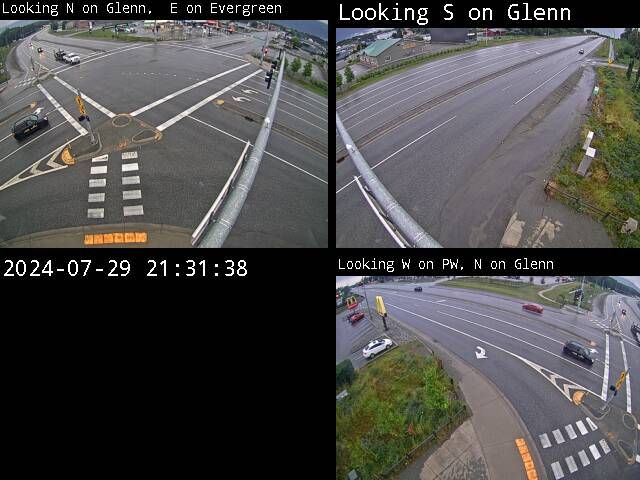 Looking N on Glenn,  E on Evergreen
Looking S on Glenn
2024-07-29 21:31:38
Looking W on PW, N on Glenn